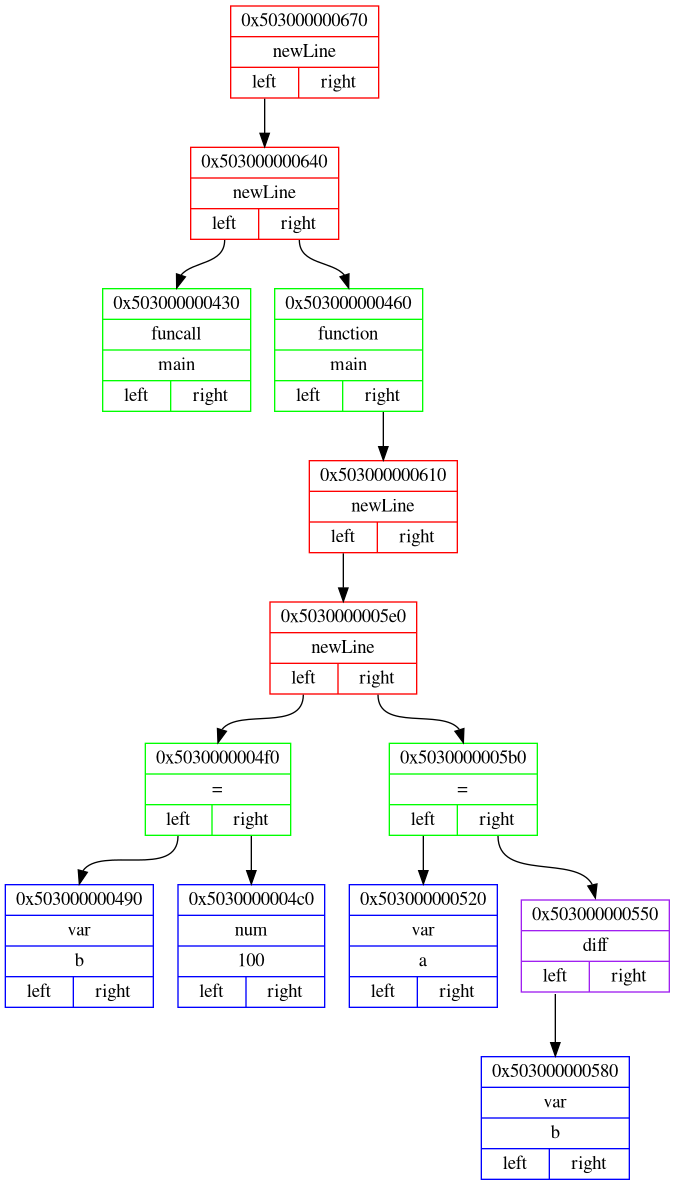 0x503000000670
newLine
left right
0x503000000640
newLine
left right
0x503000000430
funcall
main
left right
0x503000000460
function
main
left right
0x503000000610
newLine
left right
0x5030000005e0
newLine
left right
0x5030000004f0
=
left right
0x5030000005b0
=
left right
0x503000000490
var
b
left right
0x5030000004c0
num
100
left right
0x503000000520
var
a
left right
0x503000000550
diff
left right
0x503000000580
var
b
left right